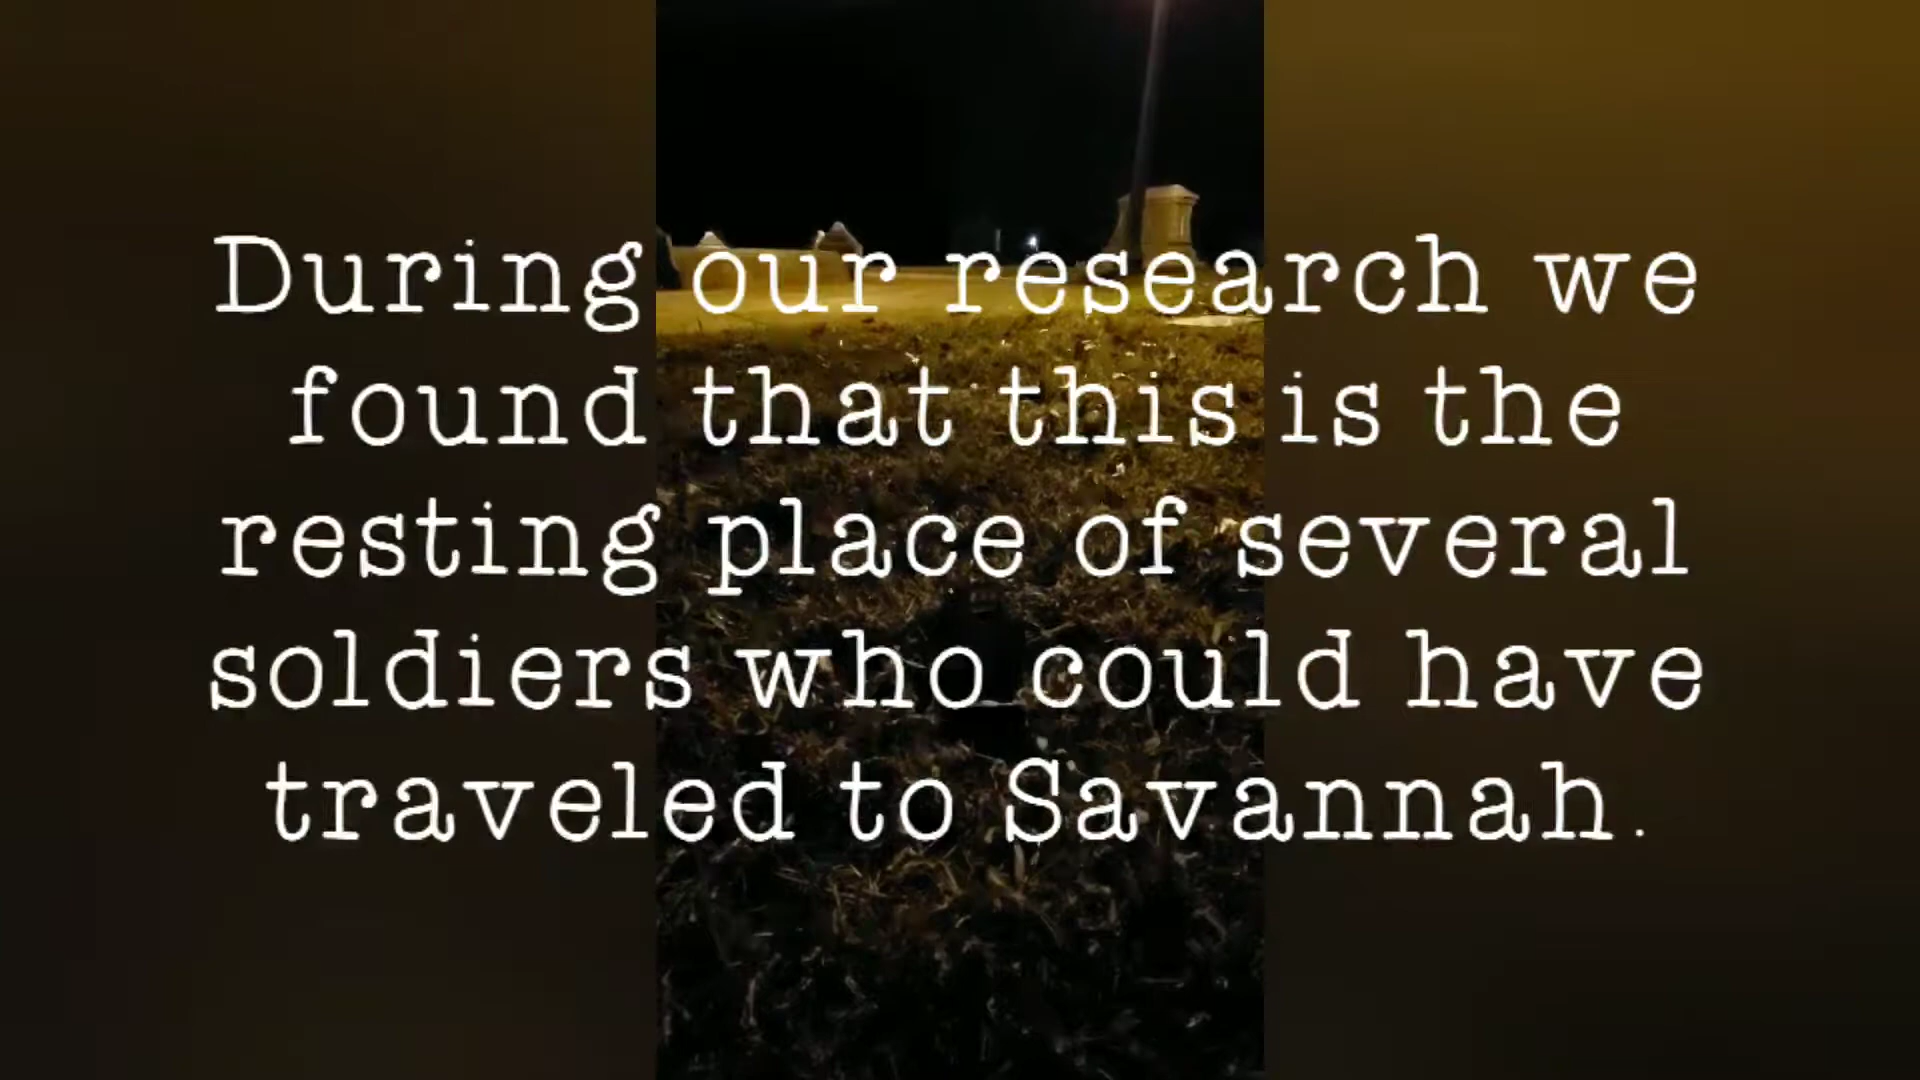 During our research we
found that this is the
resting place of several
soldiers who could have
traveled to Savannah.